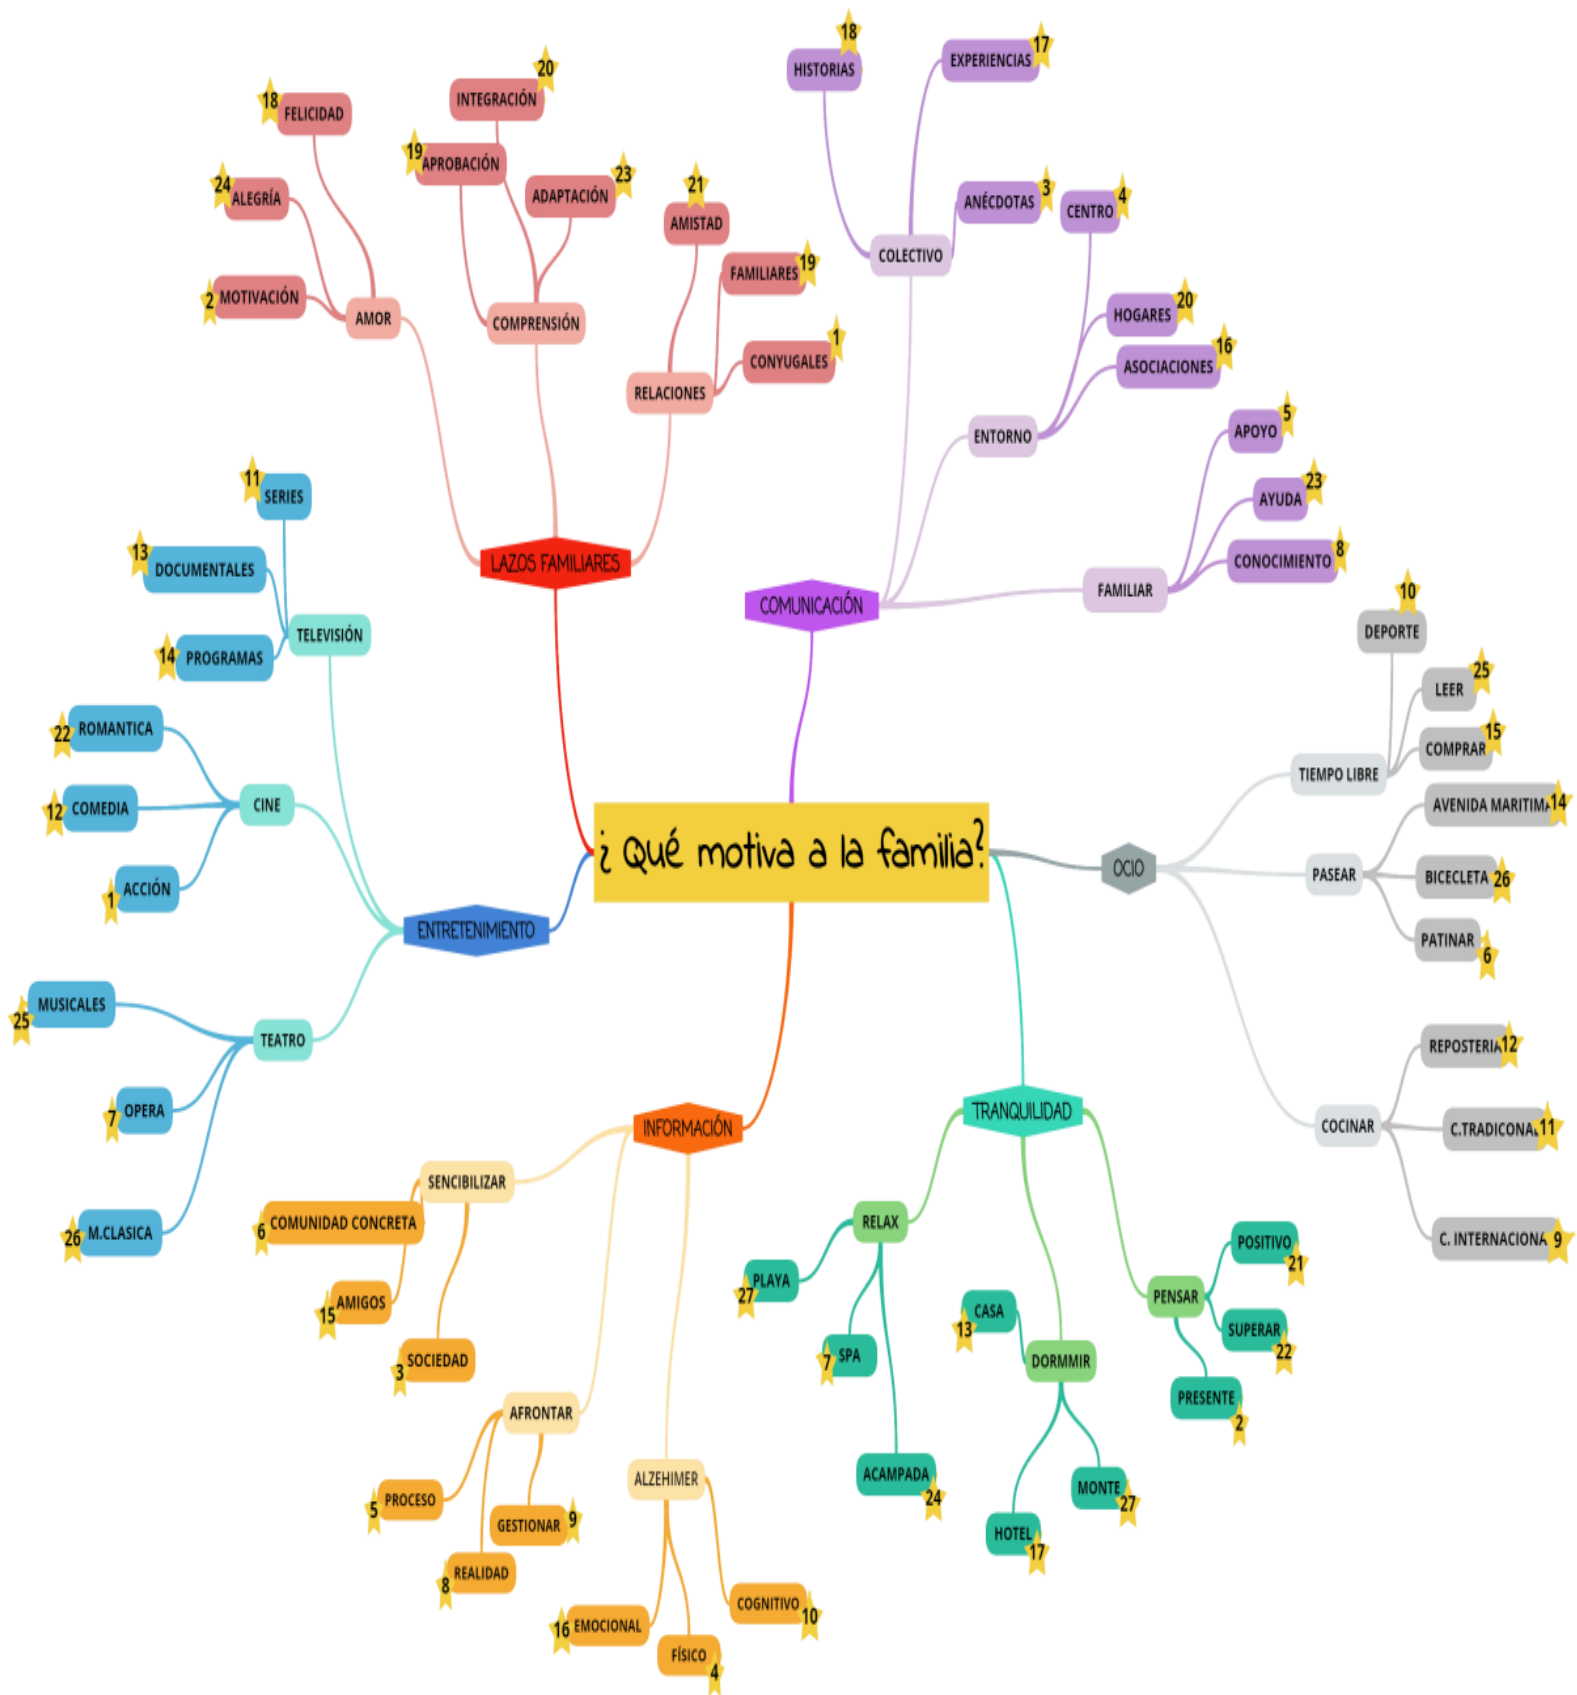 18
HISTORIAS
EXPERIENCIAS
17
20
INTEGRACIÓN
18
FELICIDAD
19
APROBACIÓN
ADAPTACIÓN
23
24
ALEGRÍA
21
AMISTAD
2
MOTIVACIÓN
FAMILIARES
19
AMOR
COMPRENSIÓN
CONYUGALES
1
RELACIONES
LAZOS FAMILIARES
ANÉCDOTAS
3
CENTRO
4
COLECTIVO
HOGARES
20
ASOCIACIONES
16
ENTORNO
APOYO
5
AYUDA
23
CONOCIMIENTO
8
FAMILIAR
COMUNICACIÓN
11
SERIES
13
DOCUMENTALES
14
PROGRAMAS
TELEVISIÓN
22
ROMANTICA
12
COMEDIA
CINE
1
ACCIÓN
ENTRETENIMIENTO
25
MUSICALES
TEATRO
7
OPERA
26
M.CLASICA
¿ Qué motiva a la familia?
10
DEPORTE
LEER
25
COMPRAR
15
TIEMPO LIBRE
AVENIDA MARITIMA
14
OCIO
PASEAR
BICECLETA
26
PATINAR
6
REPOSTERIA
12
COCINAR
C.TRADICONAL
11
C. INTERNACIONA
9
INFORMACIÓN
SENCIBILIZAR
6
COMUNIDAD CONCRETA
15
AMIGOS
3
SOCIEDAD
AFRONTAR
5
PROCESO
GESTIONAR
9
8
REALIDAD
ALZEHIMER
COGNITIVO
10
16
EMOCIONAL
FÍSICO
4
TRANQUILIDAD
RELAX
27
PLAYA
7
SPA
ACAMPADA
24
CASA
13
DORMMIR
MONTE
27
HOTEL
17
PENSAR
POSITIVO
21
SUPERAR
22
PRESENTE
2